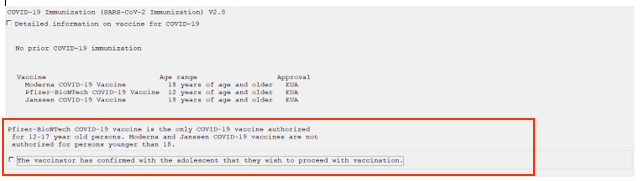 COVID-19 Immunization (SARS-CoV-2 Immunization) V2.0
Detailed information on vaccine for COVID-19
No prior COVID-19 immunization
Vaccine Age range Approval
Moderna COVID-19 Vaccine 18 years of age and older EUA
Pfizer-BioNTech COVID-19 Vaccine 12 years of age and older EUA
Janssen COVID-19 Vaccine 18 years of age and older EUA
Pfizer-BioNTech COVID-19 vaccine is the only COVID-19 vaccine authorized
for 12-17 year old persons. Moderna and Janssen COVID-19 vaccines are not
authorized for persons younger than 18.
The vaccinator has confirmed with the adolescent that they wish to proceed with vaccination.